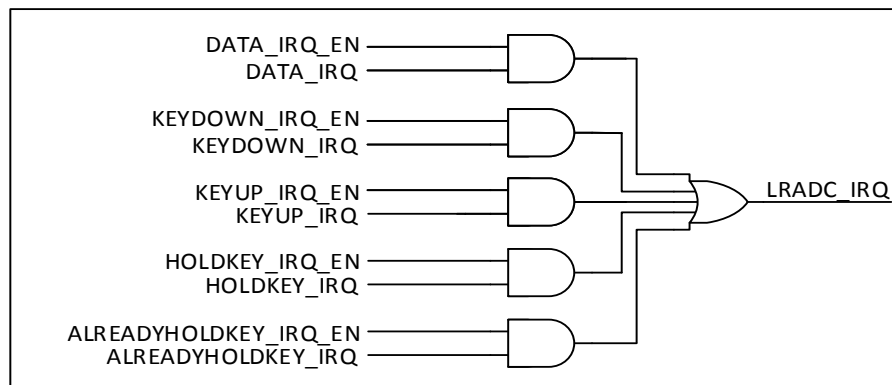 DATA_IRQ_EN
DATA_IRQ
KEYDOWN_IRQ_EN
KEYDOWN_IRQ
KEYUP_IRQ_EN
KEYUP_IRQ
LRADC_IRQ
HOLDKEY_IRQ_EN
HOLDKEY_IRQ
ALREADYHOLDKEY_IRQ_EN
ALREADYHOLDKEY_IRQ